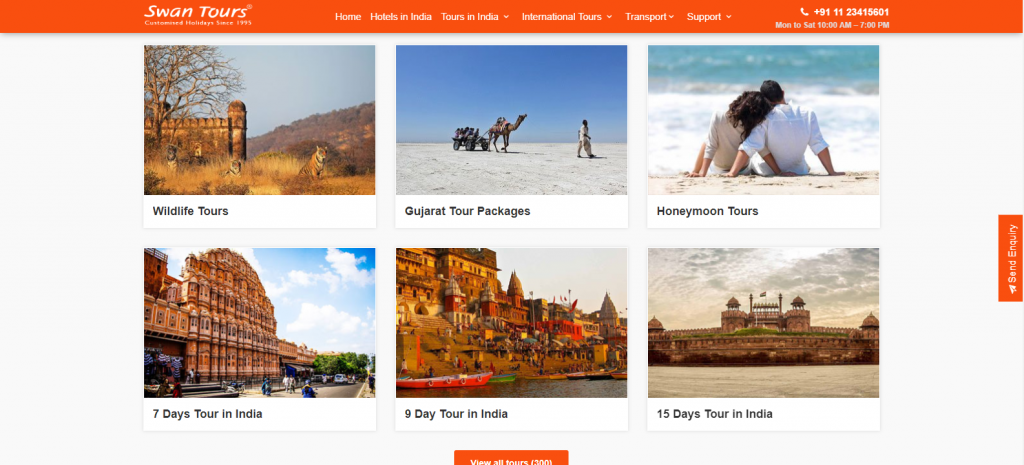 Swan Tours®
Customised Holidays Since 1995
Home
Hotels in India
Tours in India
International Tours
Transport
Support
+91 11 23415601
Mon to Sat 10:00 AM – 7:00 PM
Wildlife Tours
Gujarat Tour Packages
Honeymoon Tours
Send Enquiry
7 Days Tour in India
9 Day Tour in India
15 Days Tour in India
View all tours (300)